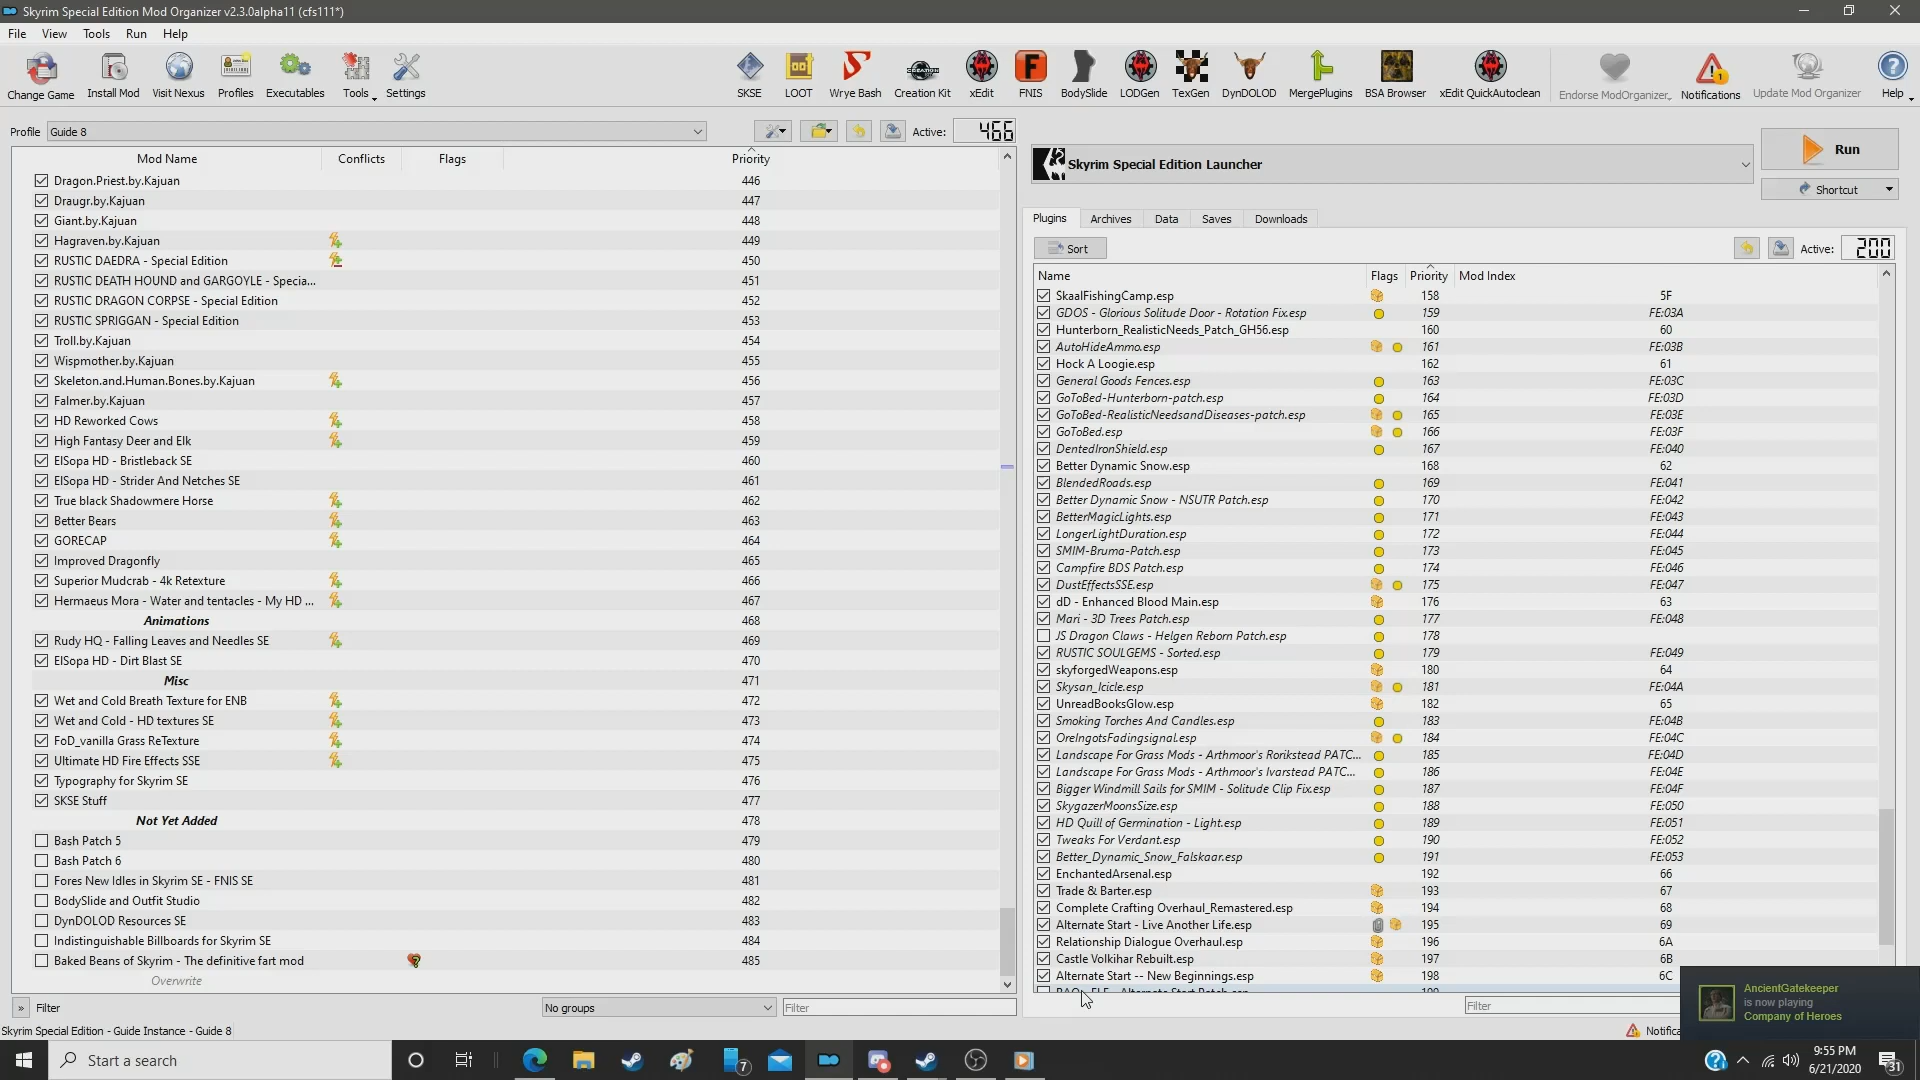 Skyrim Special Edition Mod Organizer v2.3.0alpha11 (cfs111*)
File View Tools Run Help
Change Game Install Mod Visit Nexus Profiles Executables Tools Settings
SKSE LOOT Wrye Bash Creation Kit xEdit FNIS BodySlide LODGen TexGen DynDOLOD MergePlugins BSA Browser xEdit QuickAutoclean Endorse ModOrganizer Notifications Update Mod Organizer Help
Profile Guide 8 Active: 466
Mod Name Conflicts Flags Priority
Dragon.Priest.by.Kajuan 446
Draugr.by.Kajuan 447
Giant.by.Kajuan 448
Hagraven.by.Kajuan 449
RUSTIC DAEDRA - Special Edition 450
RUSTIC DEATH HOUND and GARGOYLE - Specia... 451
RUSTIC DRAGON CORPSE - Special Edition 452
RUSTIC SPRIGGAN - Special Edition 453
Troll.by.Kajuan 454
Wispmother.by.Kajuan 455
Skeleton.and.Human.Bones.by.Kajuan 456
Falmer.by.Kajuan 457
HD Reworked Cows 458
High Fantasy Deer and Elk 459
ElSopa HD - Bristleback SE 460
ElSopa HD - Strider And Netches SE 461
True black Shadowmere Horse 462
Better Bears 463
GORECAP 464
Improved Dragonfly 465
Superior Mudcrab - 4k Retexture 466
Hermaeus Mora - Water and tentacles - My HD ... 467
Animations 468
Rudy HQ - Falling Leaves and Needles SE 469
ElSopa HD - Dirt Blast SE 470
Misc 471
Wet and Cold Breath Texture for ENB 472
Wet and Cold - HD textures SE 473
FoD_vanilla Grass ReTexture 474
Ultimate HD Fire Effects SSE 475
Typography for Skyrim SE 476
SKSE Stuff 477
Not Yet Added 478
Bash Patch 5 479
Bash Patch 6 480
Fores New Idles in Skyrim SE - FNIS SE 481
BodySlide and Outfit Studio 482
DynDOLOD Resources SE 483
Indistinguishable Billboards for Skyrim SE 484
Baked Beans of Skyrim - The definitive fart mod 485
Overwrite
» Filter No groups Filter
Skyrim Special Edition - Guide Instance - Guide 8
Skyrim Special Edition Launcher
Run
Shortcut
Plugins Archives Data Saves Downloads
Sort Active: 200
Name Flags Priority Mod Index
SkaalFishingCamp.esp 158 5F
GDOS - Glorious Solitude Door - Rotation Fix.esp 159 FE:03A
Hunterborn_RealisticNeeds_Patch_GH56.esp 160 60
AutoHideAmmo.esp 161 FE:03B
Hock A Loogie.esp 162 61
General Goods Fences.esp 163 FE:03C
GoToBed-Hunterborn-patch.esp 164 FE:03D
GoToBed-RealisticNeedsandDiseases-patch.esp 165 FE:03E
GoToBed.esp 166 FE:03F
DentedIronShield.esp 167 FE:040
Better Dynamic Snow.esp 168 62
BlendedRoads.esp 169 FE:041
Better Dynamic Snow - NSUTR Patch.esp 170 FE:042
BetterMagicLights.esp 171 FE:043
LongerLightDuration.esp 172 FE:044
SMIM-Bruma-Patch.esp 173 FE:045
Campfire BDS Patch.esp 174 FE:046
DustEffectsSSE.esp 175 FE:047
dD - Enhanced Blood Main.esp 176 63
Mari - 3D Trees Patch.esp 177 FE:048
JS Dragon Claws - Helgen Reborn Patch.esp 178
RUSTIC SOULGEMS - Sorted.esp 179 FE:049
skyforgedWeapons.esp 180 64
Skysan_Icicle.esp 181 FE:04A
UnreadBooksGlow.esp 182 65
Smoking Torches And Candles.esp 183 FE:04B
OreIngotsFadingsignal.esp 184 FE:04C
Landscape For Grass Mods - Arthmoor's Rorikstead PATC... 185 FE:04D
Landscape For Grass Mods - Arthmoor's Ivarstead PATC... 186 FE:04E
Bigger Windmill Sails for SMIM - Solitude Clip Fix.esp 187 FE:04F
SkygazerMoonsSize.esp 188 FE:050
HD Quill of Germination - Light.esp 189 FE:051
Tweaks For Verdant.esp 190 FE:052
Better_Dynamic_Snow_Falskaar.esp 191 FE:053
EnchantedArsenal.esp 192 66
Trade & Barter.esp 193 67
Complete Crafting Overhaul_Remastered.esp 194 68
Alternate Start - Live Another Life.esp 195 69
Relationship Dialogue Overhaul.esp 196 6A
Castle Volkihar Rebuilt.esp 197 6B
Alternate Start -- New Beginnings.esp 198 6C
Alternate Start Patch.esp 199
Filter
Notifica
AncientGatekeeper
is now playing
Company of Heroes
Start a search
7
9:55 PM
6/21/2020
31